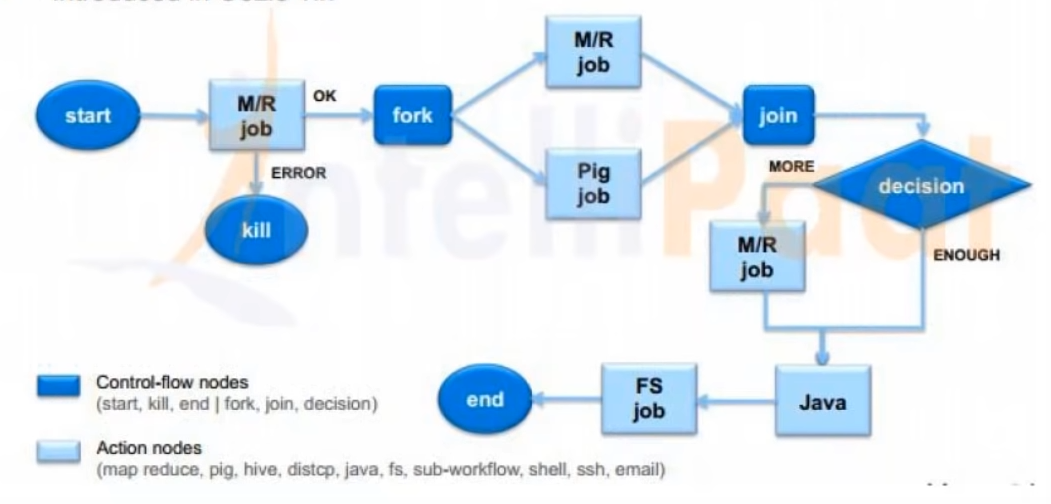 M/R
job
start
M/R
job
OK
fork
join
ERROR
Pig
job
MORE
decision
kill
M/R
job
ENOUGH
IntelliPaat
Control-flow nodes
(start, kill, end | fork, join, decision)
end
FS
job
Java
Action nodes
(map reduce, pig, hive, distcp, java, fs, sub-workflow, shell, ssh, email)